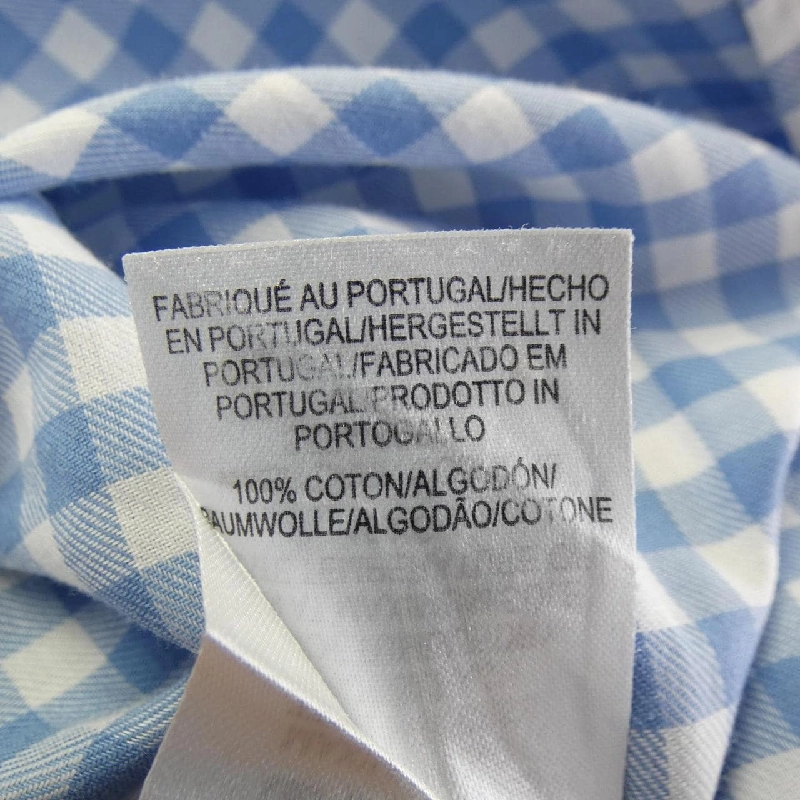 FABRIQUÉ AU PORTUGAL/HECHO
EN PORTUGAL/HERGESTELLT IN
PORTUGAL/FABRICADO EM
PORTUGAL/PRODOTTO IN
PORTOGALLO
100% COTON/ALGODÓN/
BAUMWOLLE/ALGODÃO/COTONE